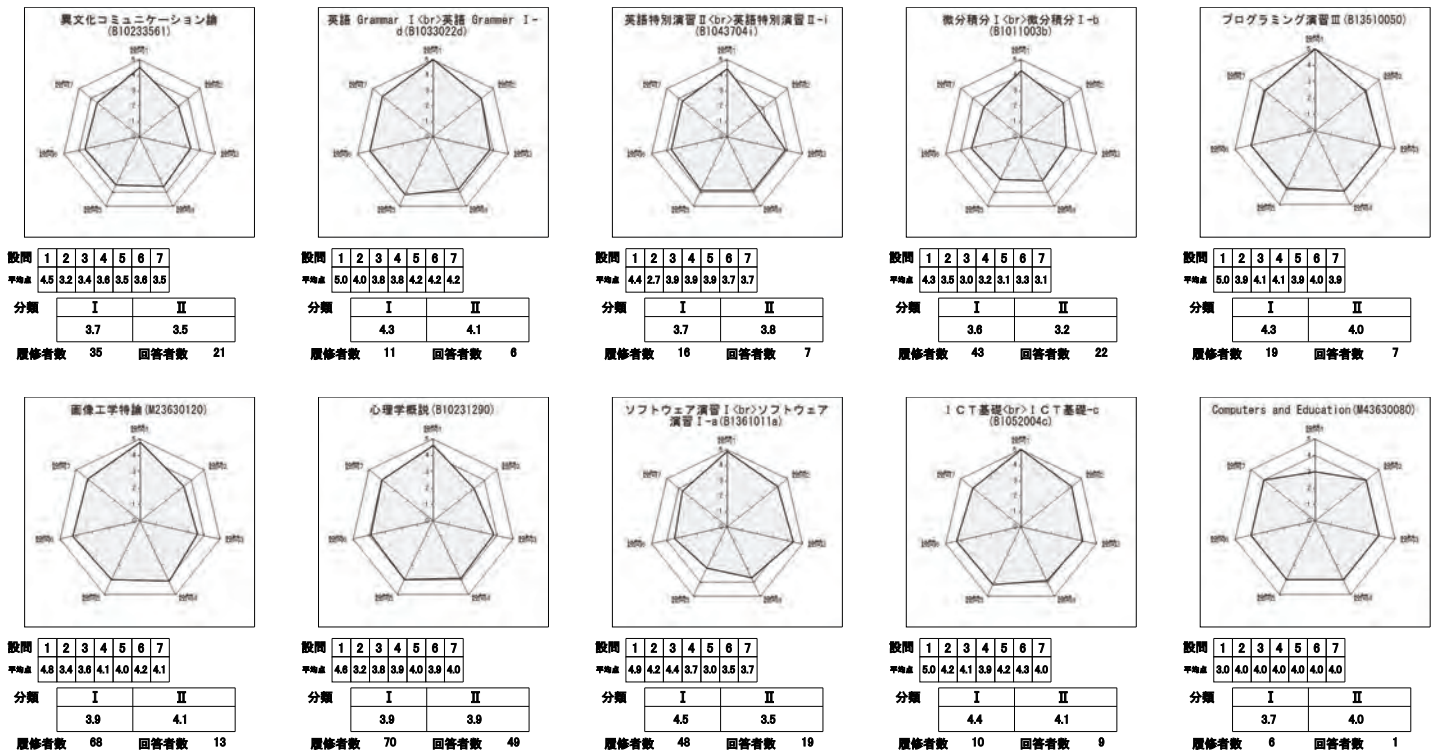 異文化コミュニケーション論
(B10233561)
設問 1 2 3 4 5 6 7
平均点 4.5 3.2 3.4 3.6 3.5 3.6 3.5
分類 I II
3.7 3.5
履修者数 35 回答者数 21
英語 Grammar I<br>英語 Grammer I-
d(B1033022d)
設問 1 2 3 4 5 6 7
平均点 5.0 4.0 3.8 3.8 4.2 4.2 4.2
分類 I II
4.3 4.1
履修者数 11 回答者数 6
英語特別演習Ⅱ<br>英語特別演習Ⅱ-i
(B1043704i)
設問 1 2 3 4 5 6 7
平均点 4.4 2.7 3.9 3.9 3.9 3.7 3.7
分類 I II
3.7 3.8
履修者数 16 回答者数 7
微分積分Ⅰ<br>微分積分Ⅰ-b
(B1011003b)
設問 1 2 3 4 5 6 7
平均点 4.3 3.5 3.0 3.2 3.1 3.3 3.1
分類 I II
3.6 3.2
履修者数 43 回答者数 22
プログラミング演習Ⅲ(B13610050)
設問 1 2 3 4 5 6 7
平均点 5.0 3.9 4.1 4.1 3.9 4.0 3.9
分類 I II
4.3 4.0
履修者数 19 回答者数 7
画像工学特論(M23630120)
設問 1 2 3 4 5 6 7
平均点 4.8 3.4 3.6 4.1 4.0 4.2 4.1
分類 I II
3.9 4.1
履修者数 68 回答者数 13
心理学概説(B10231290)
設問 1 2 3 4 5 6 7
平均点 4.6 3.2 3.8 3.9 4.0 3.9 4.0
分類 I II
3.9 3.9
履修者数 70 回答者数 49
ソフトウェア演習Ⅰ<br>ソフトウェア
演習Ⅰ-a(B1361011a)
設問 1 2 3 4 5 6 7
平均点 4.9 4.2 4.4 3.7 3.0 3.5 3.7
分類 I II
4.5 3.5
履修者数 48 回答者数 19
ＩＣＴ基礎<br>ＩＣＴ基礎-c
(B1052004c)
設問 1 2 3 4 5 6 7
平均点 5.0 4.2 4.1 3.9 4.2 4.3 4.0
分類 I II
4.4 4.1
履修者数 10 回答者数 9
Computers and Education(M43630080)
設問 1 2 3 4 5 6 7
平均点 3.0 4.0 4.0 4.0 4.0 4.0 4.0
分類 I II
3.7 4.0
履修者数 6 回答者数 1